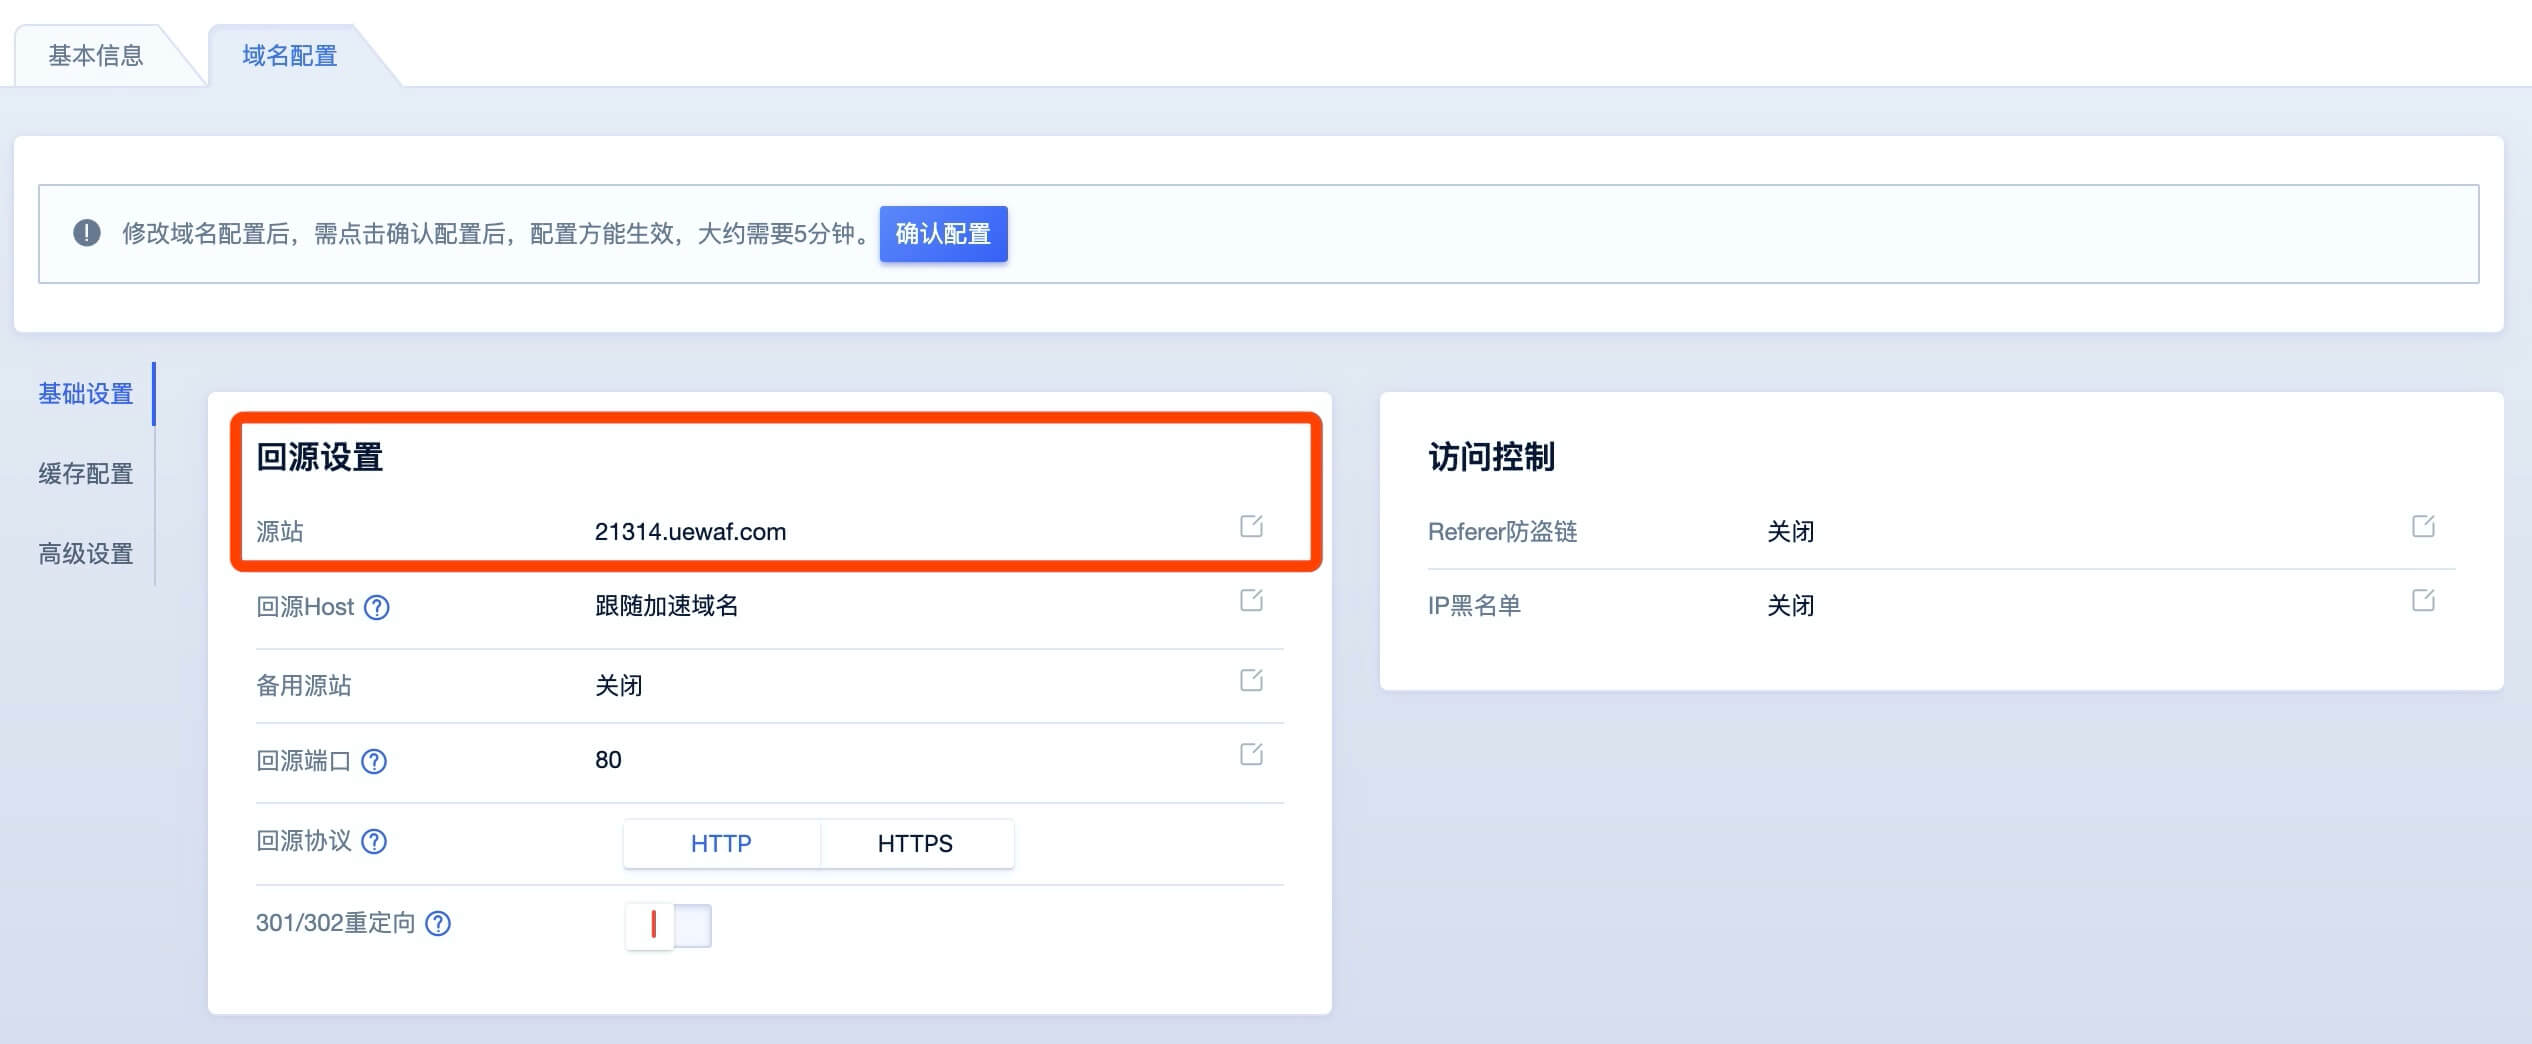 基本信息
域名配置
修改域名配置后，需点击确认配置后，配置方能生效，大约需要5分钟。
确认配置
基础设置
缓存配置
高级设置
回源设置
源站 21314.uewaf.com
回源Host 跟随加速域名
备用源站 关闭
回源端口 80
回源协议 HTTP HTTPS
301/302重定向
访问控制
Referer防盗链 关闭
IP黑名单 关闭